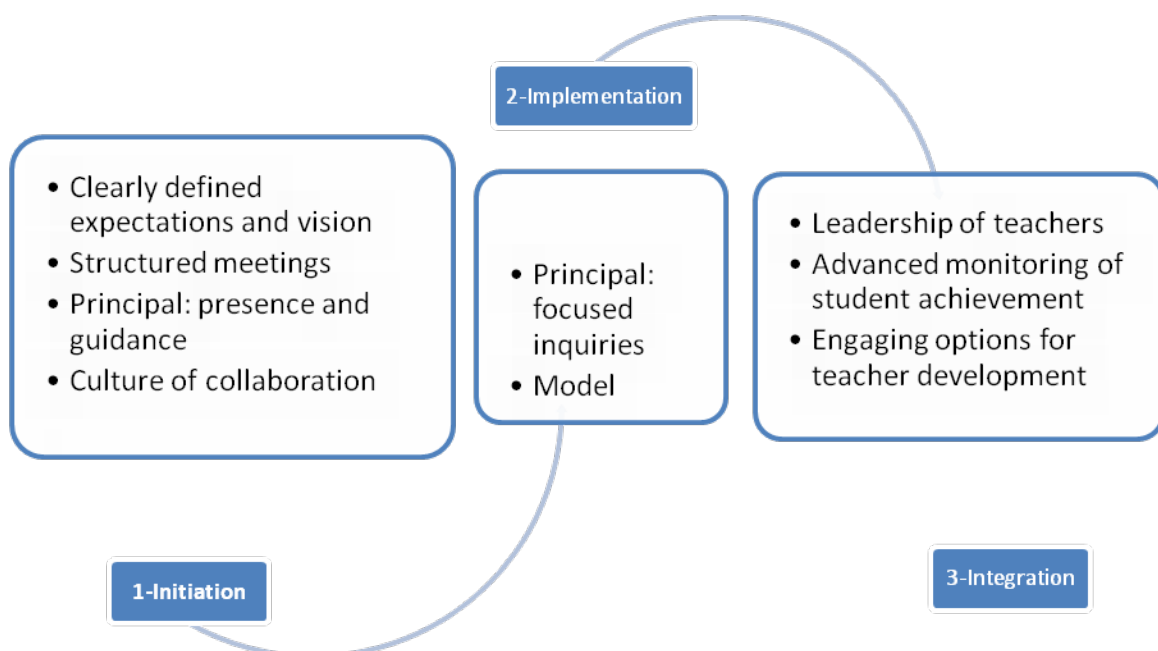 2-Implementation
• Clearly defined
expectations and vision
• Structured meetings
• Principal: presence and
guidance
• Culture of collaboration
• Principal:
focused
inquiries
• Model
• Leadership of teachers
• Advanced monitoring of
student achievement
• Engaging options for
teacher development
1-Initiation
3-Integration